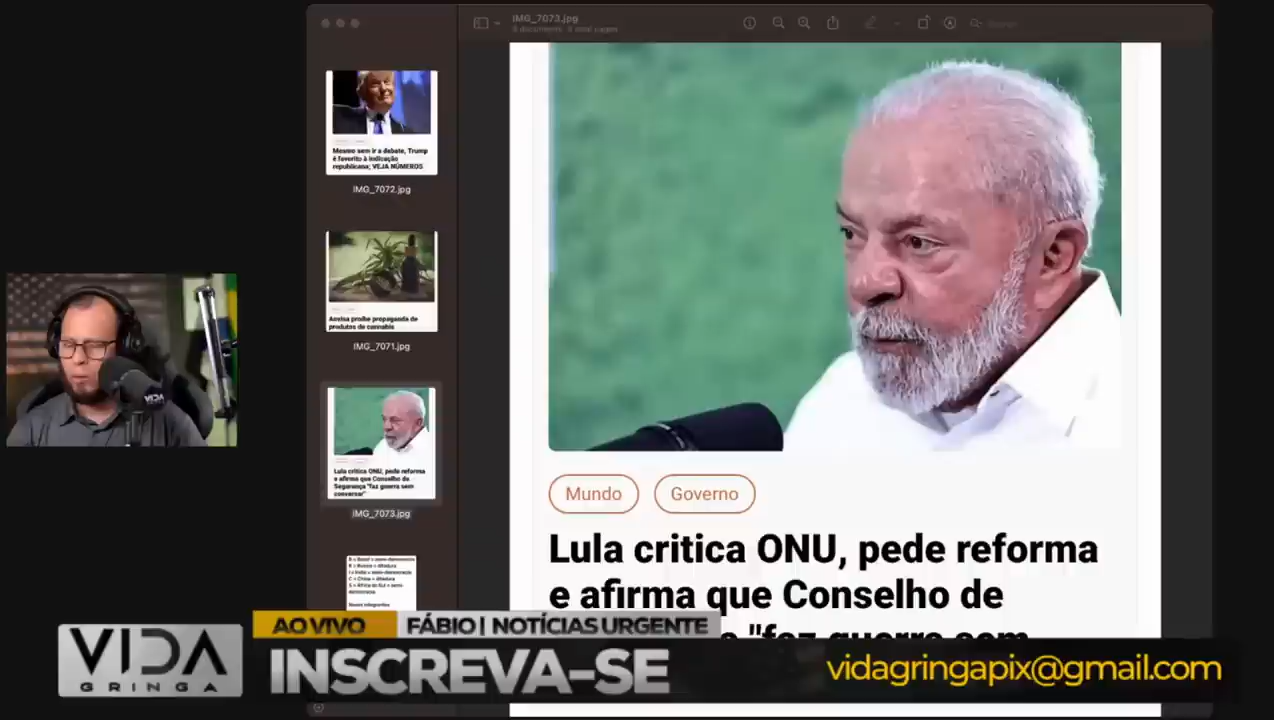 IMG_7073.jpg
Mesmo sem ir a debate, Trump
é favorito à indicação
republicana; VEJA NÚMEROS
IMG_7072.jpg
Anvisa proíbe propaganda de
produtos de cannabis
IMG_7071.jpg
Lula critica ONU, pede reforma
e afirma que Conselho de
Segurança "faz guerra sem
conversar"
IMG_7073.jpg
Mundo
Governo
Lula critica ONU, pede reforma
e afirma que Conselho de
"faz guerra sem
AO VIVO
FÁBIO | NOTÍCIAS URGENTE
VIDA
GRINGA
INSCREVA-SE
vidagringapix@gmail.com